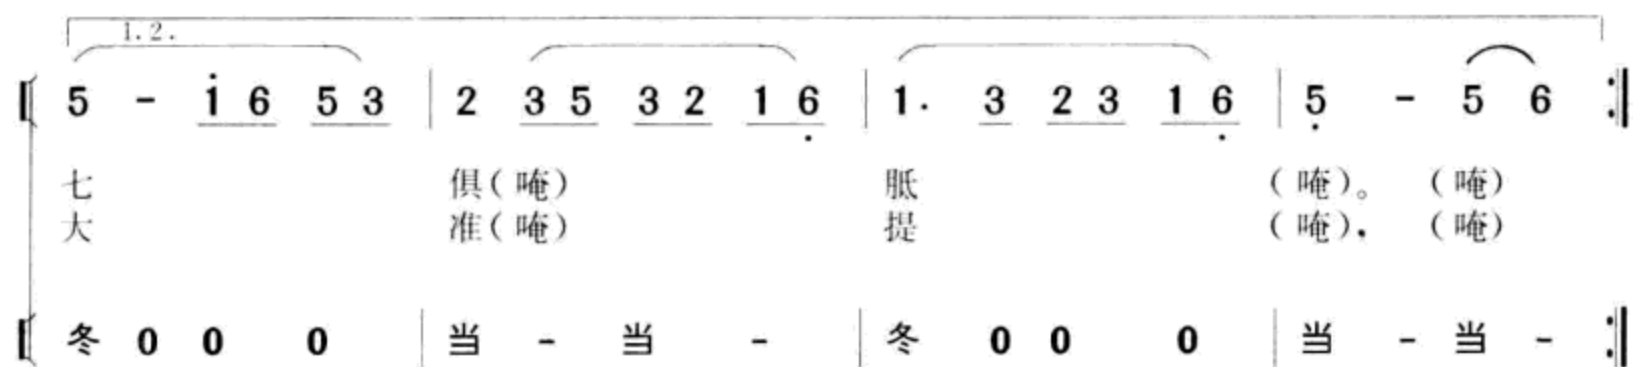 1.2.
5 - i 6 5 3 | 2 3 5 3 2 1 6 | 1. 3 2 3 1 6 | 5 - 5 6 :|
七 俱(唵) 胝 (唵)。 (唵)
大 准(唵) 提 (唵), (唵)
冬 0 0 0 | 当 - 当 - | 冬 0 0 0 | 当 - 当 - :|